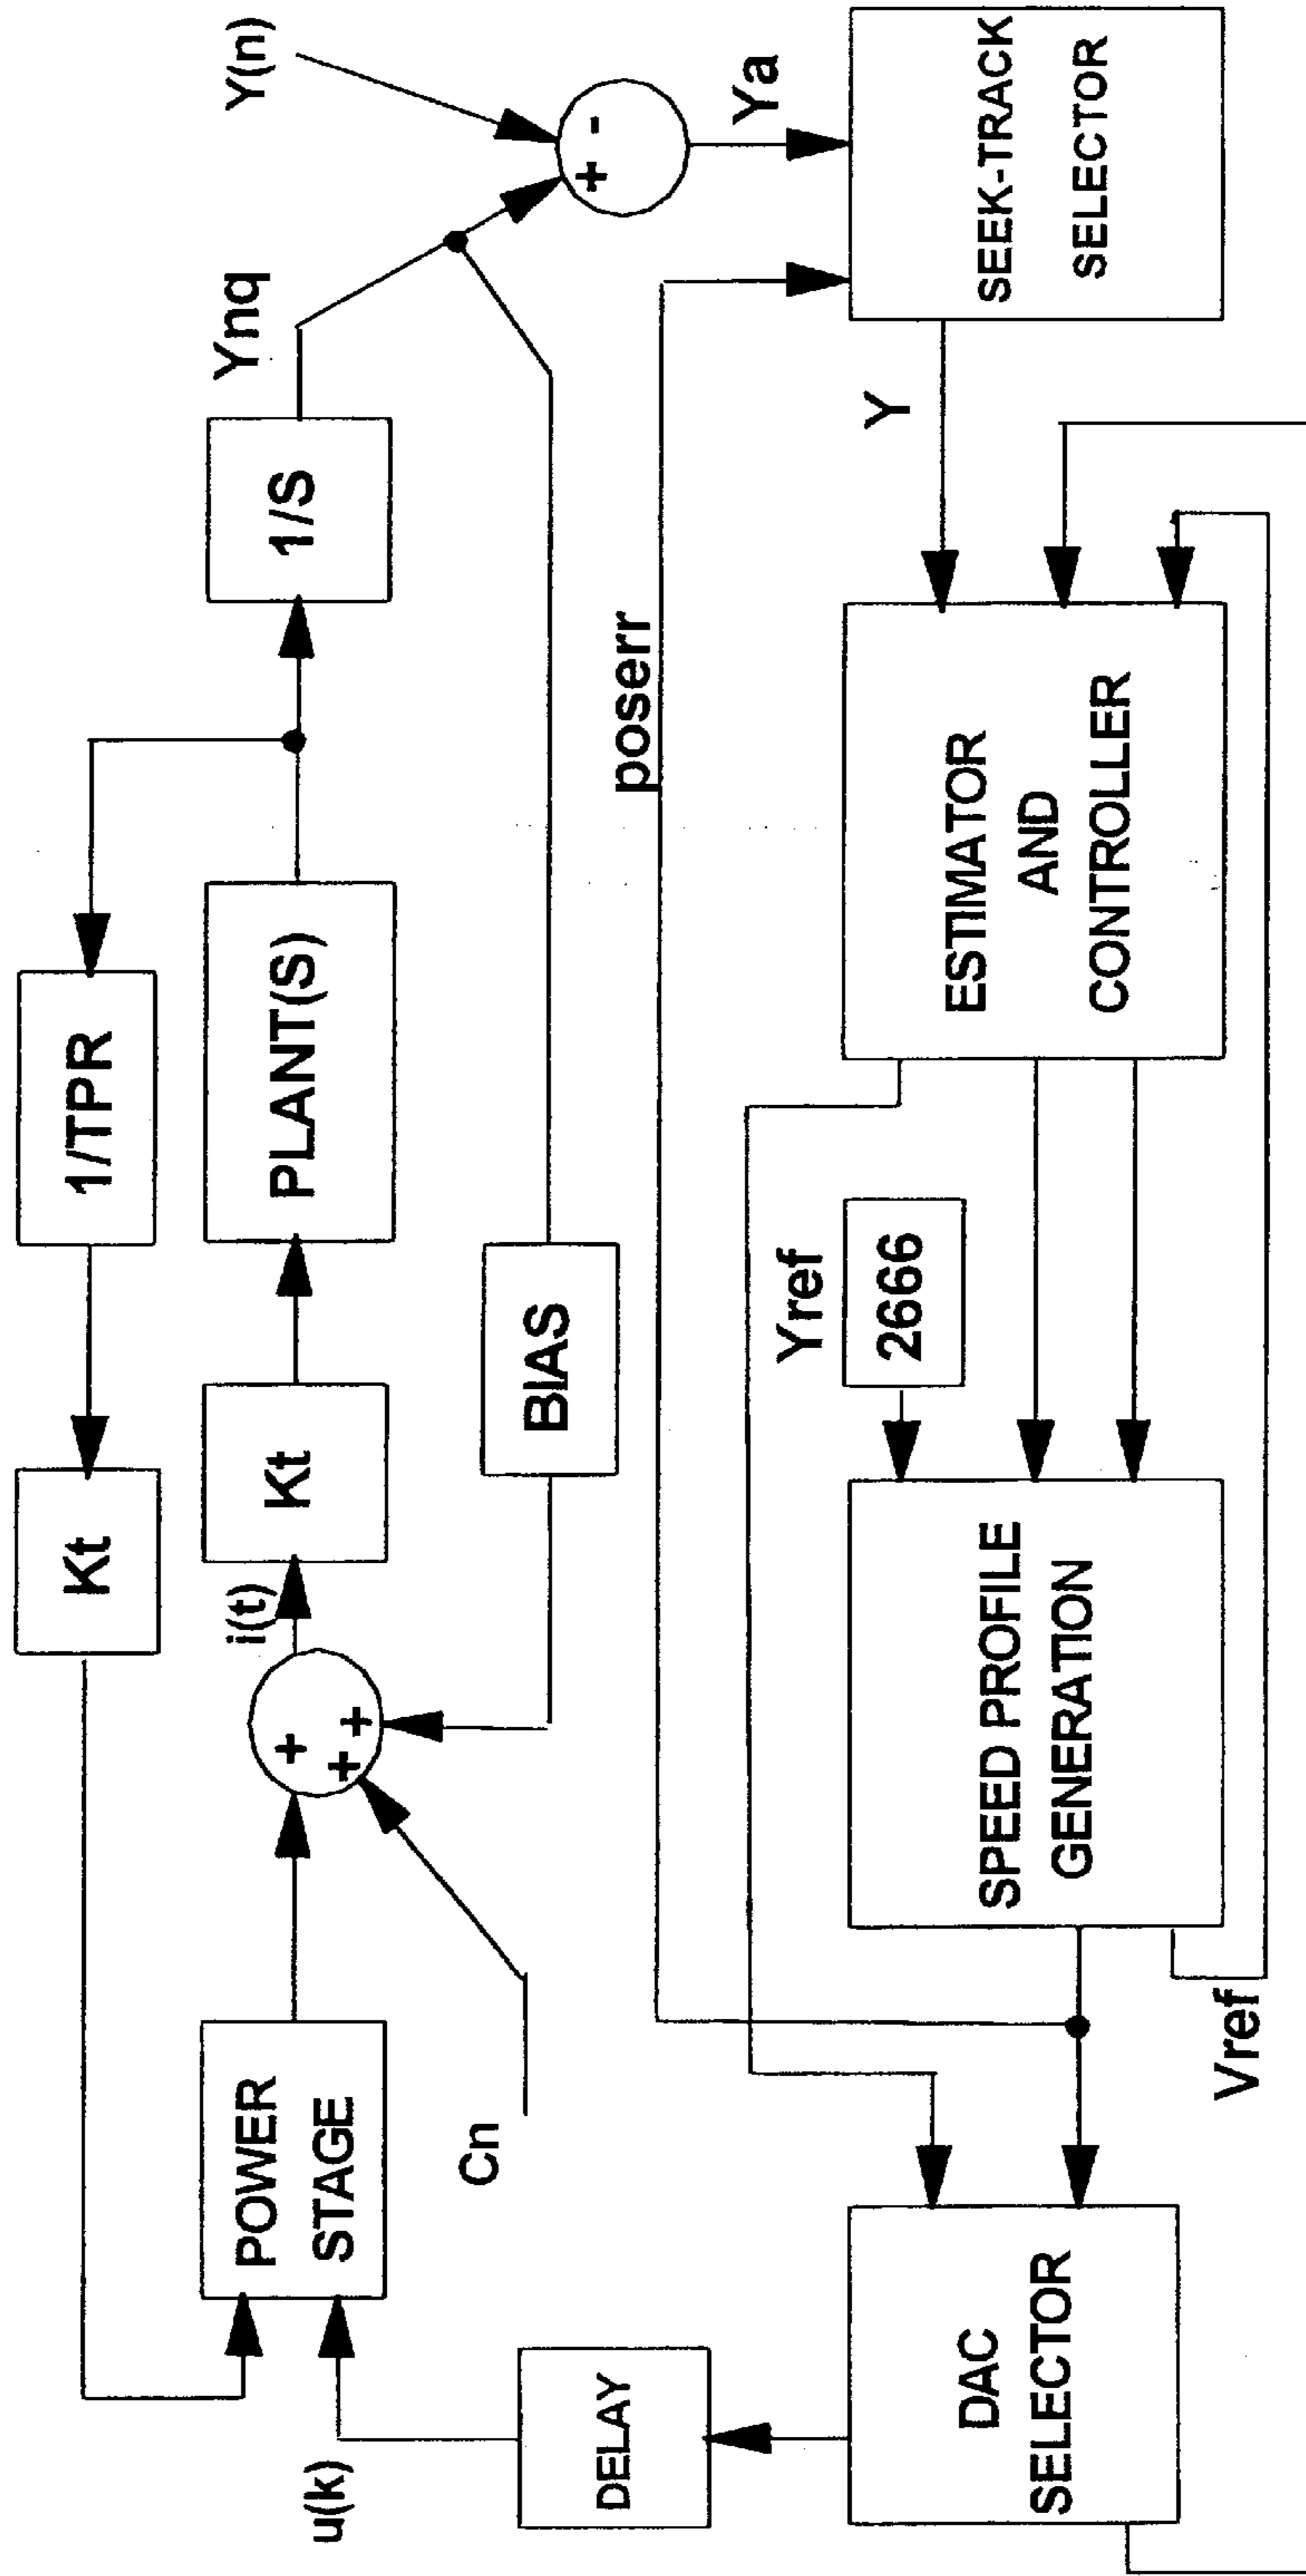 Kt
1/TPR
u(k)
POWER
STAGE
+
+
+
i(t)
Kt
PLANT(S)
1/S
Ynq
Y(n)
Cn
BIAS
+
-
DELAY
poserr
Ya
DAC
SELECTOR
SPEED PROFILE
GENERATION
Yref
2666
ESTIMATOR
AND
CONTROLLER
Y
SEEK-TRACK
SELECTOR
Vref